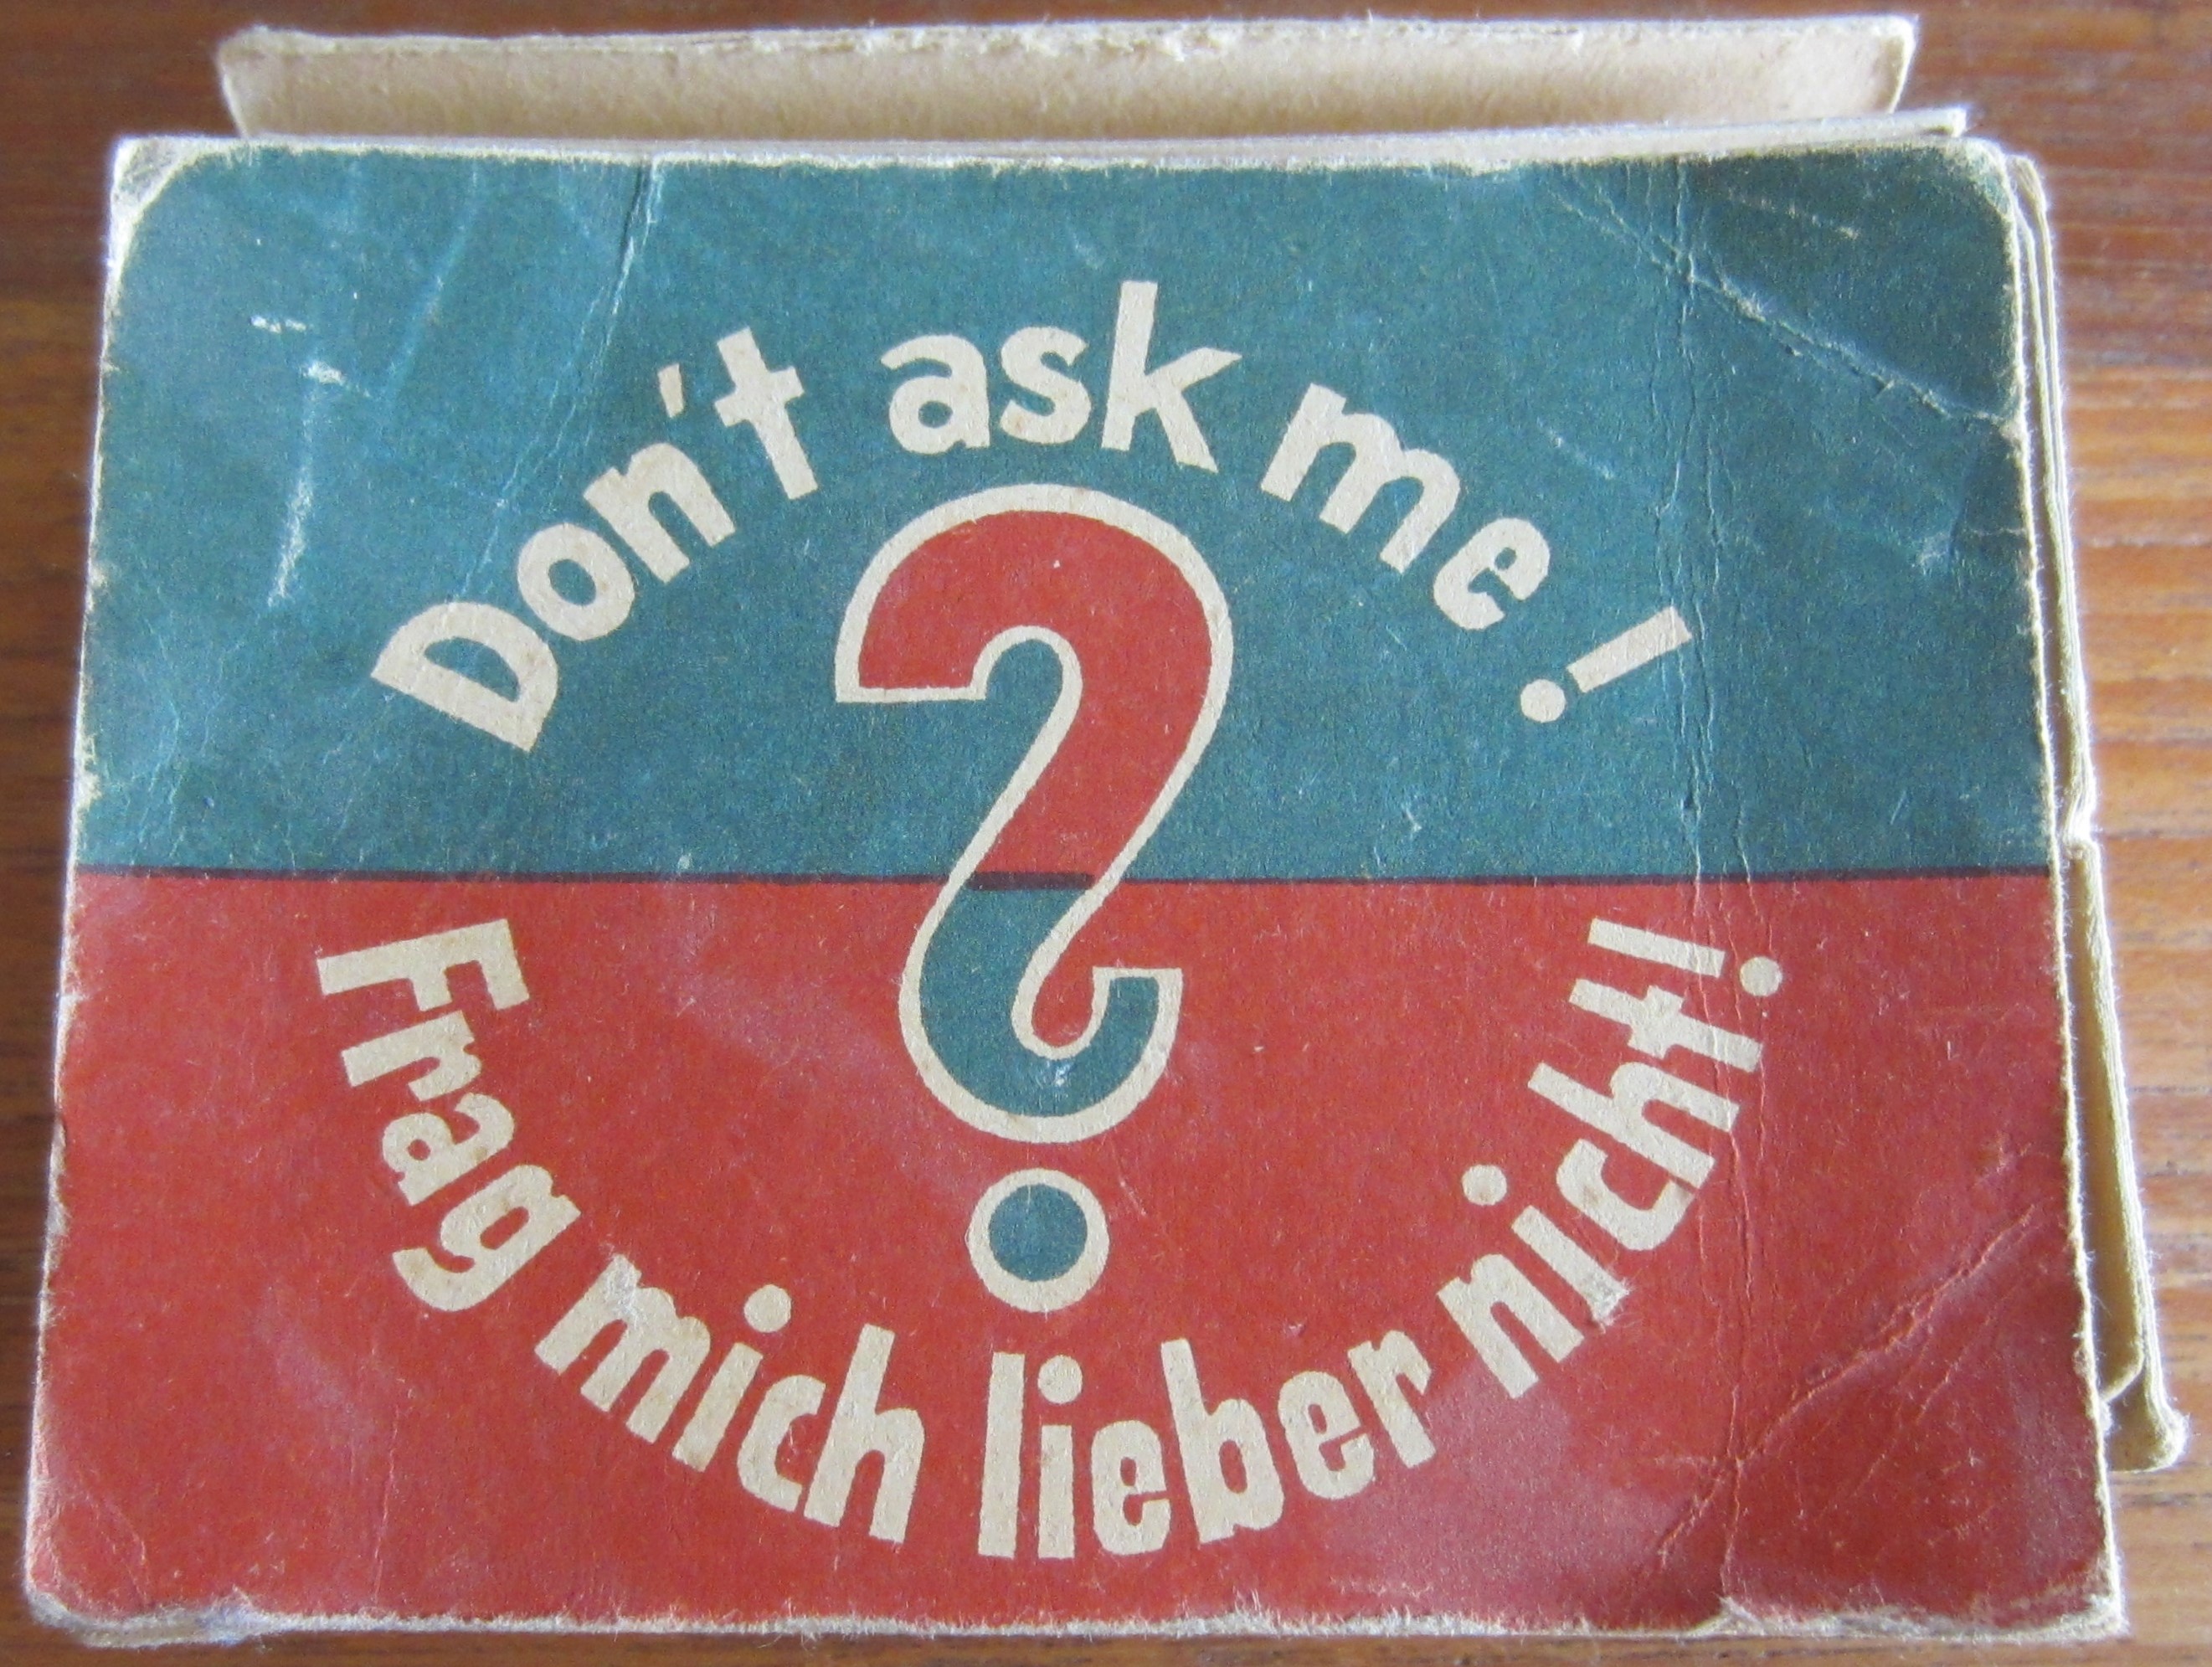 Don't ask me!
?
Frag mich lieber nicht!